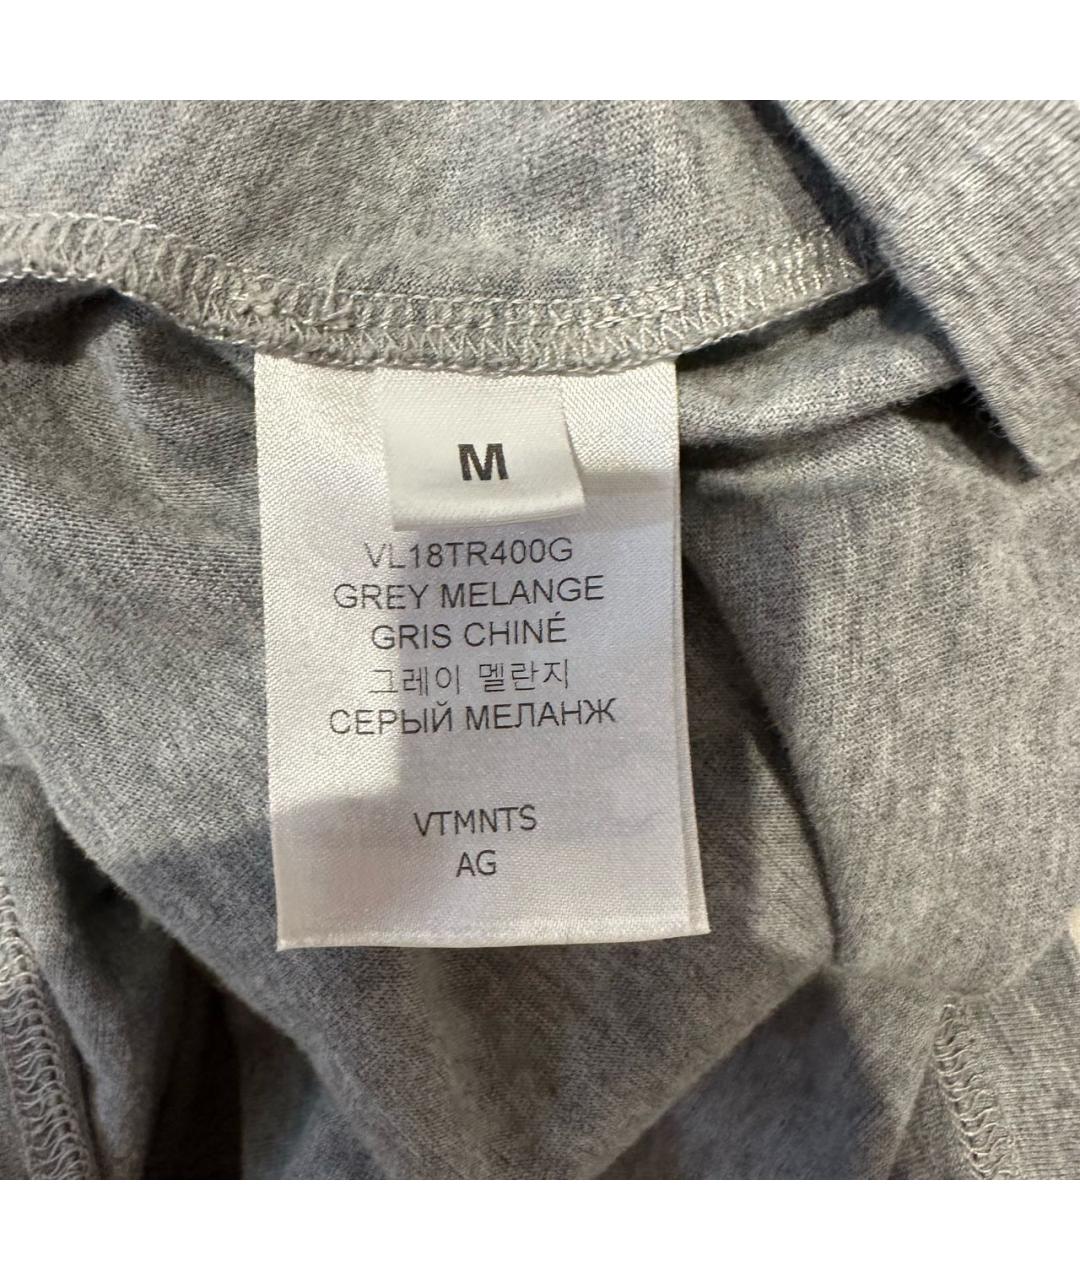 M
VL18TR400G
GREY MELANGE
GRIS CHINÉ
그레이 멜란지
СЕРЫЙ МЕЛАНЖ
VTMNTS
AG